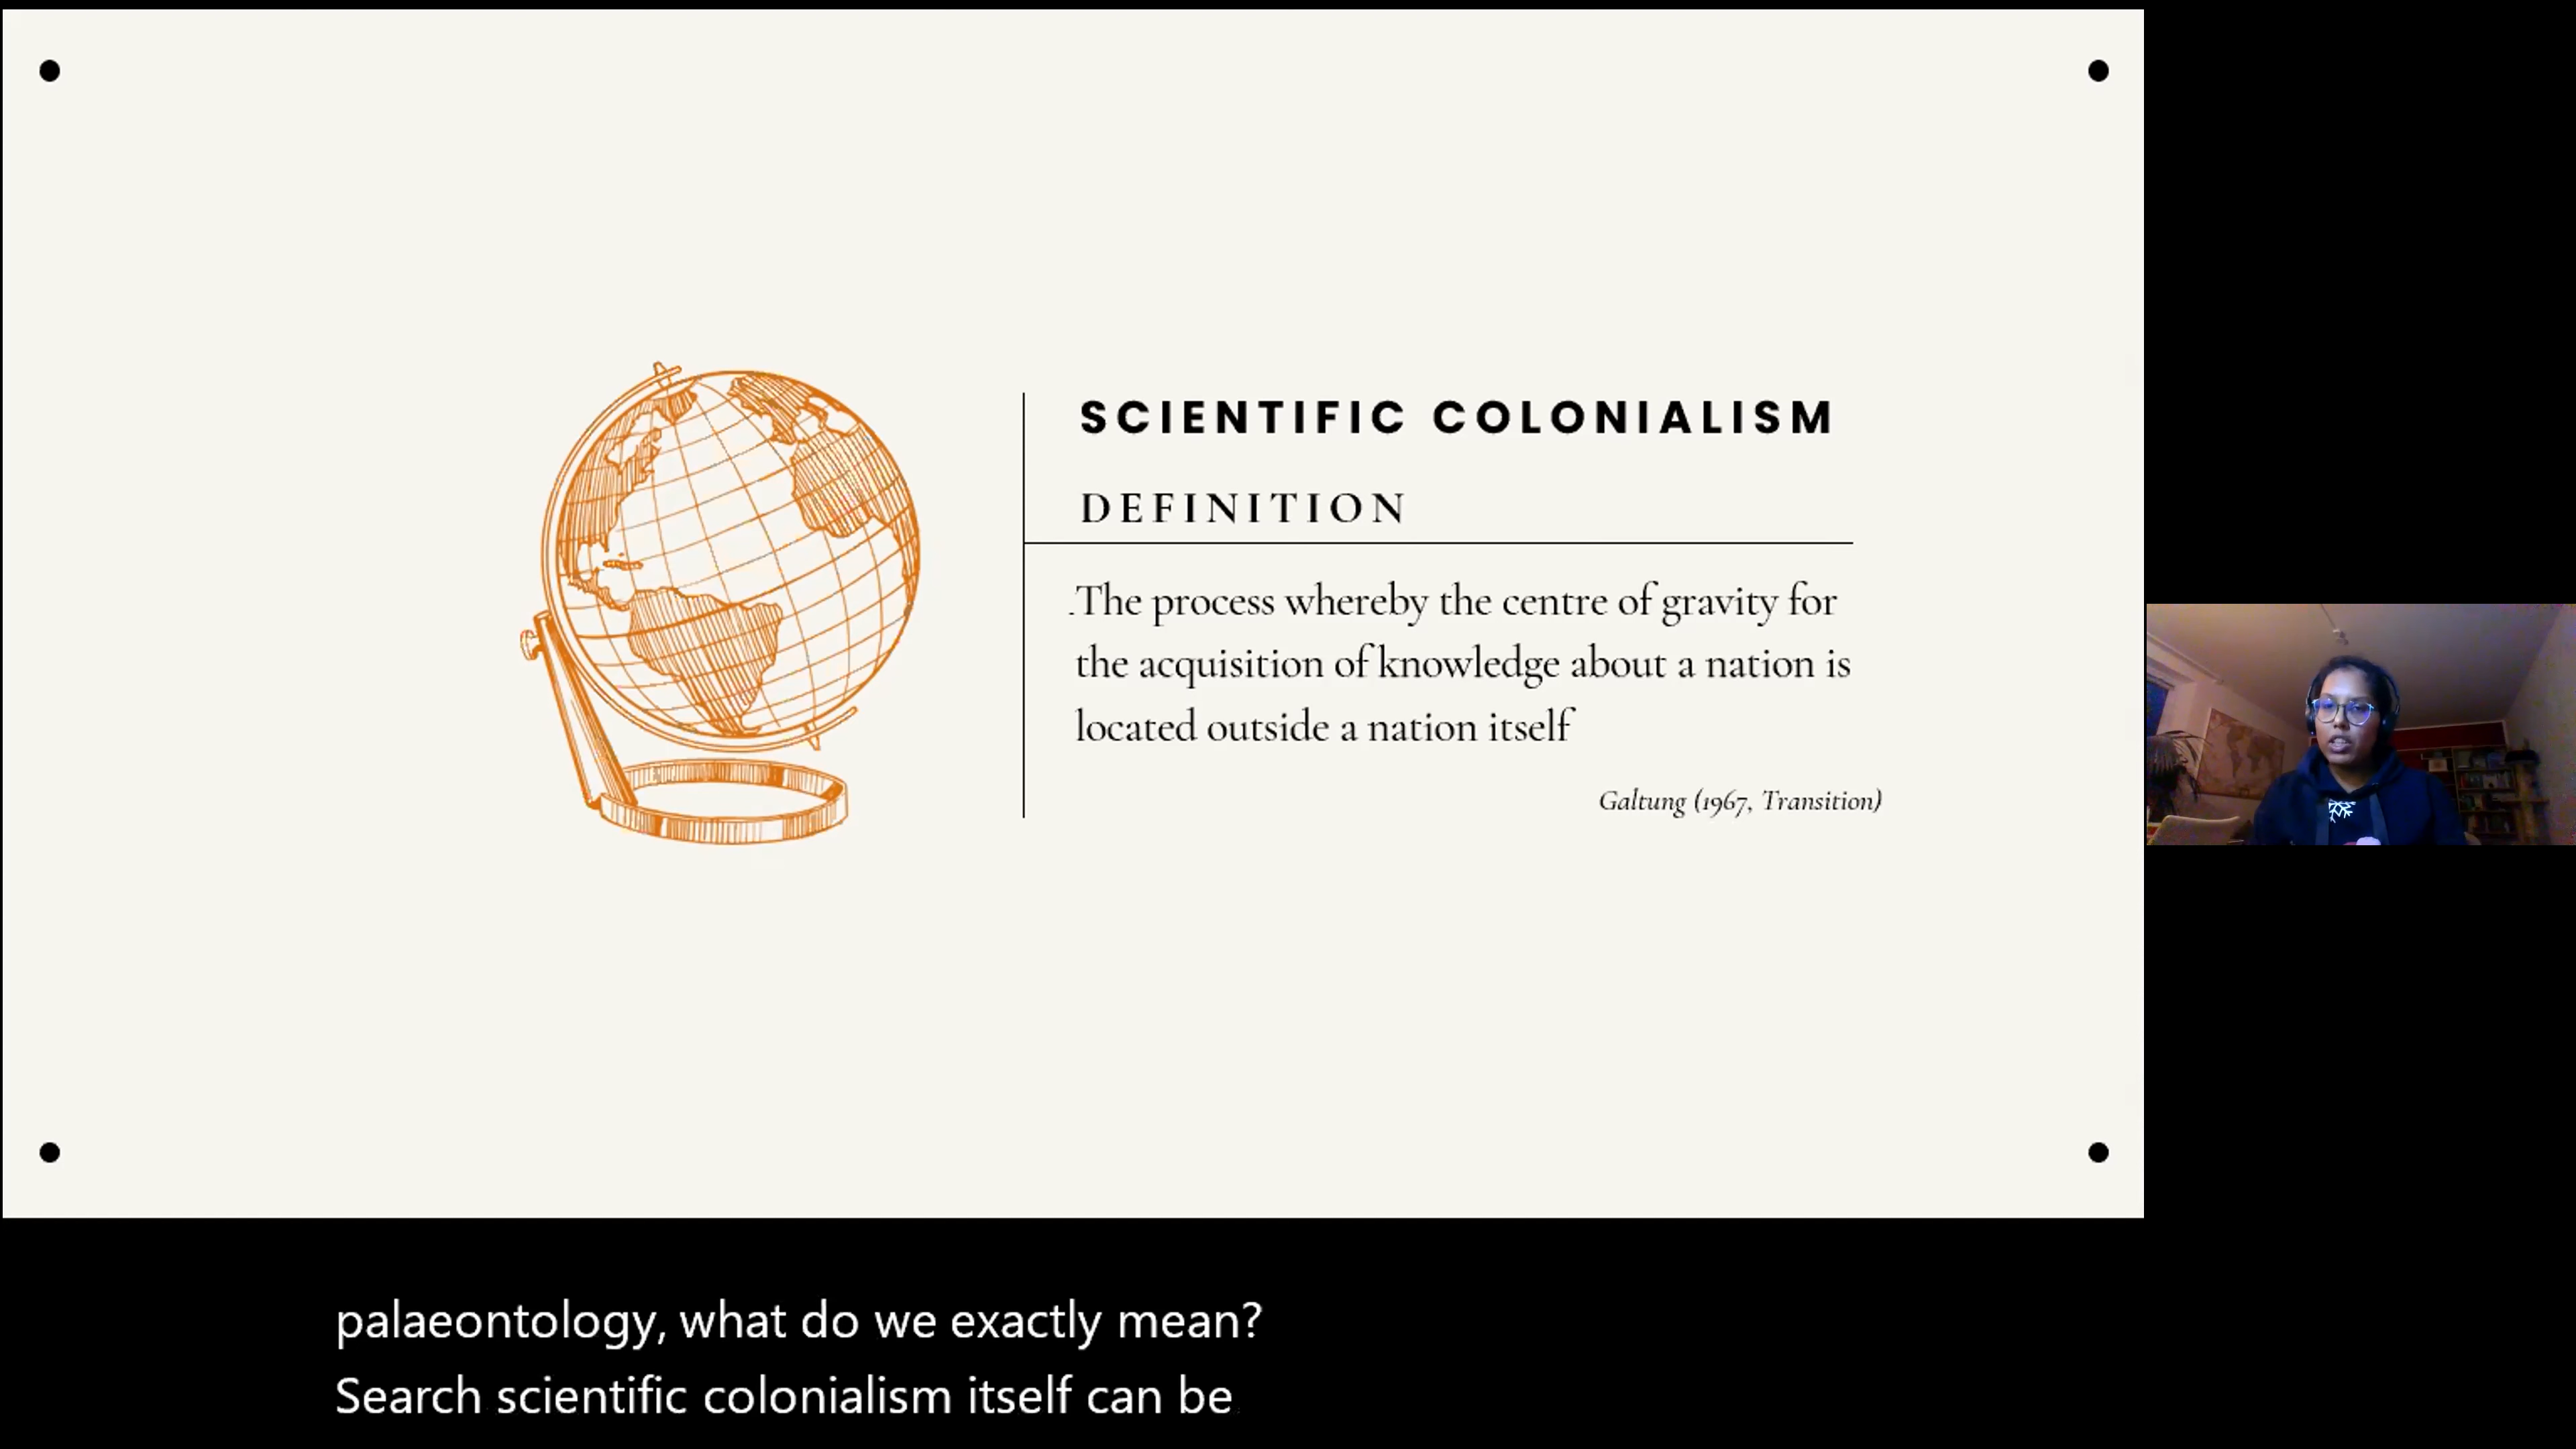 SCIENTIFIC COLONIALISM
DEFINITION
.The process whereby the centre of gravity for
the acquisition of knowledge about a nation is
located outside a nation itself
Galtung (1967, Transition)
palaeontology, what do we exactly mean?
Search scientific colonialism itself can be